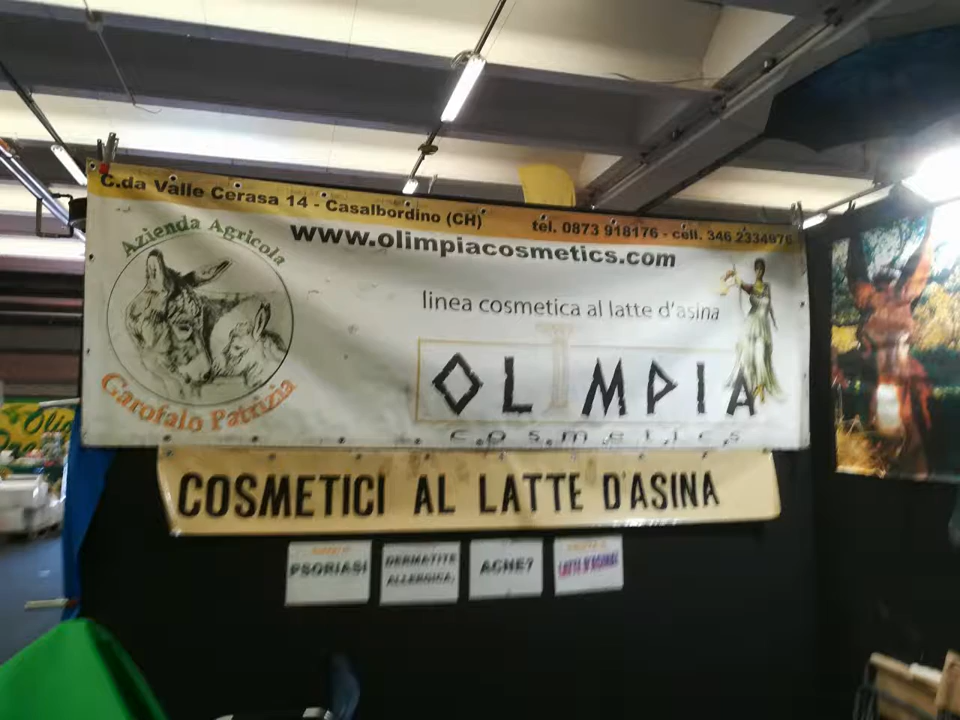 C.da Valle Cerasa 14 - Casalbordino (CH)
tel. 0873 918176 - cell. 346 2334976
www.olimpiacosmetics.com
Azienda Agricola
Garofalo Patrizia
linea cosmetica al latte d'asina
OLIMPIA
cosmetics
COSMETICI AL LATTE D'ASINA
PSORIASI
DERMATITE
ALLERGICA,
ACNE?
LATTE D'ASINA!